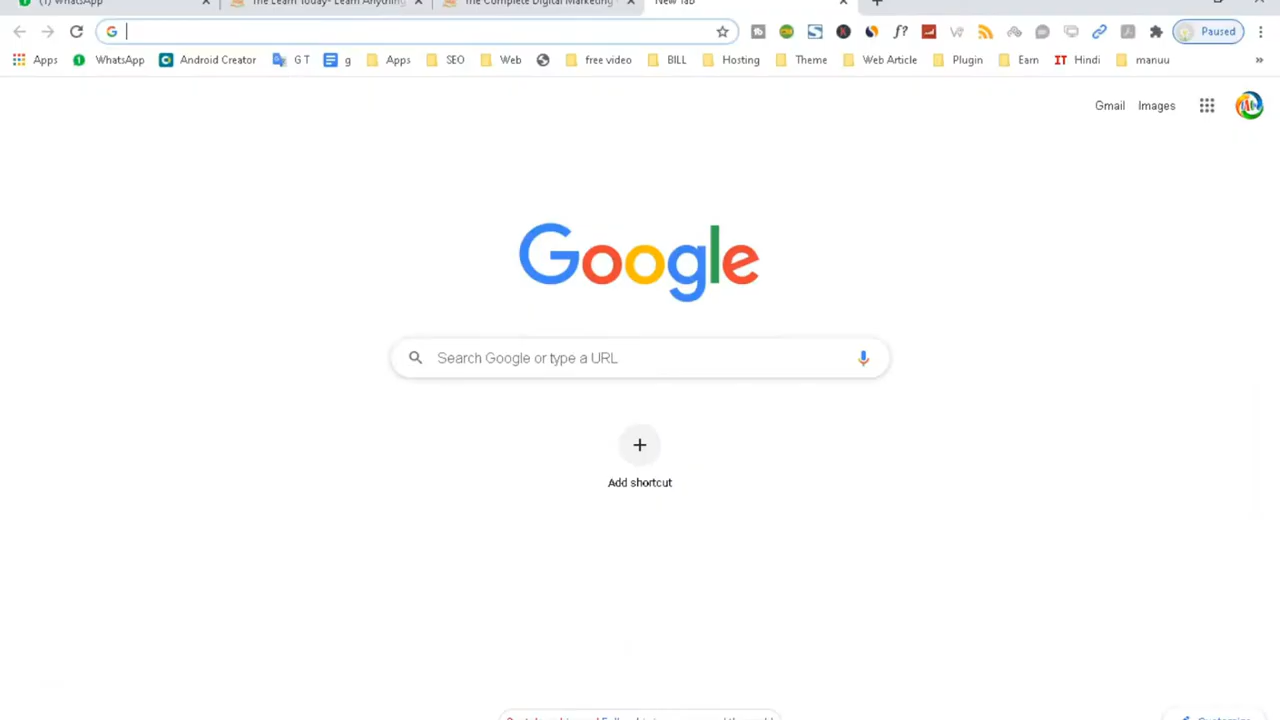 (1) WhatsApp
The Learn Today- Learn Anything
The Complete Digital Marketing
New Tab
Paused
Apps
WhatsApp
Android Creator
G T
g
Apps
SEO
Web
free video
BILL
Hosting
Theme
Web Article
Plugin
Earn
IT Hindi
manuu
»
Gmail
Images
Google
Search Google or type a URL
Add shortcut
Customize